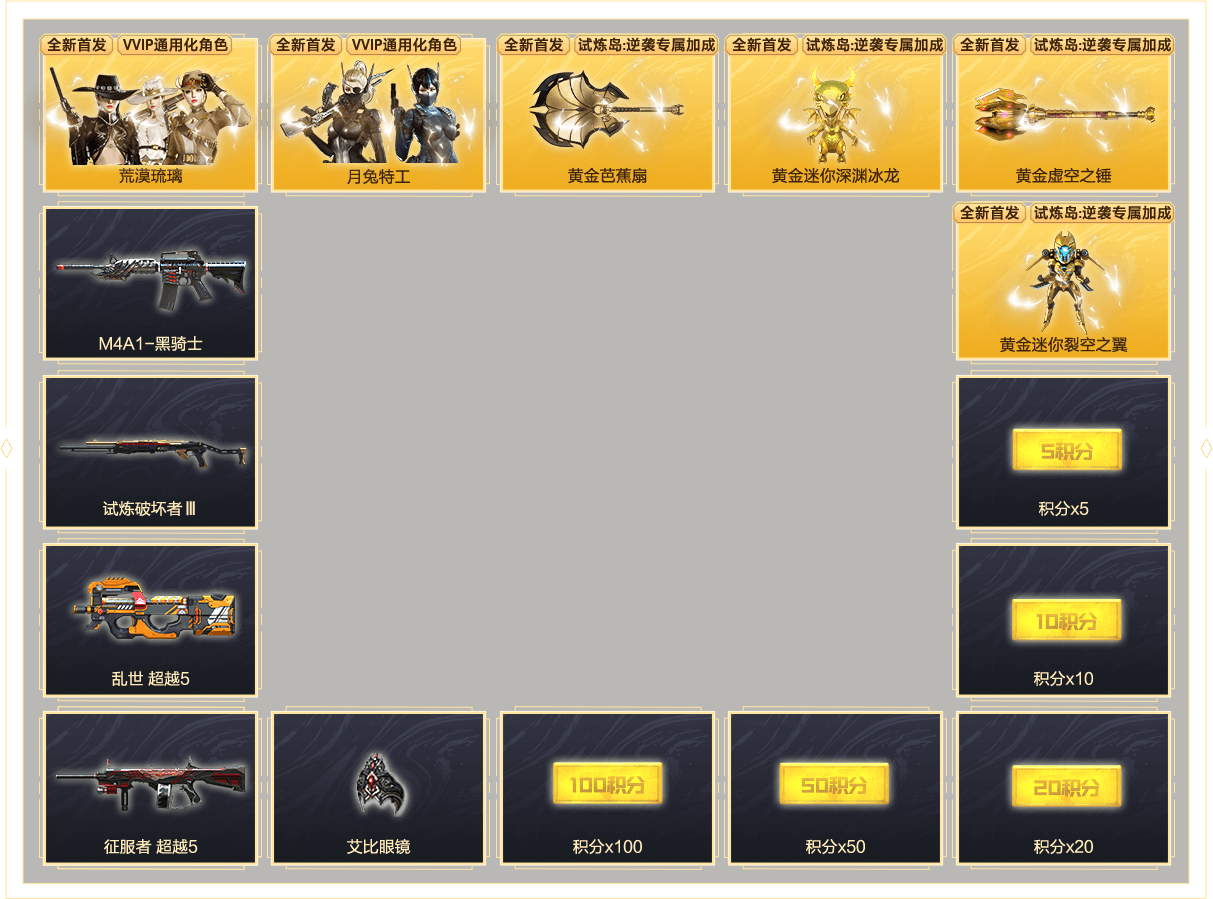 全新首发 VVIP通用化角色
荒漠琉璃
全新首发 VVIP通用化角色
月兔特工
全新首发 试炼岛:逆袭专属加成
黄金芭蕉扇
全新首发 试炼岛:逆袭专属加成
黄金迷你深渊冰龙
全新首发 试炼岛:逆袭专属加成
黄金虚空之锤
M4A1-黑骑士
全新首发 试炼岛:逆袭专属加成
黄金迷你裂空之翼
试炼破坏者Ⅲ
5积分
积分x5
乱世 超越5
10积分
积分x10
征服者 超越5
艾比眼镜
100积分
积分x100
50积分
积分x50
20积分
积分x20